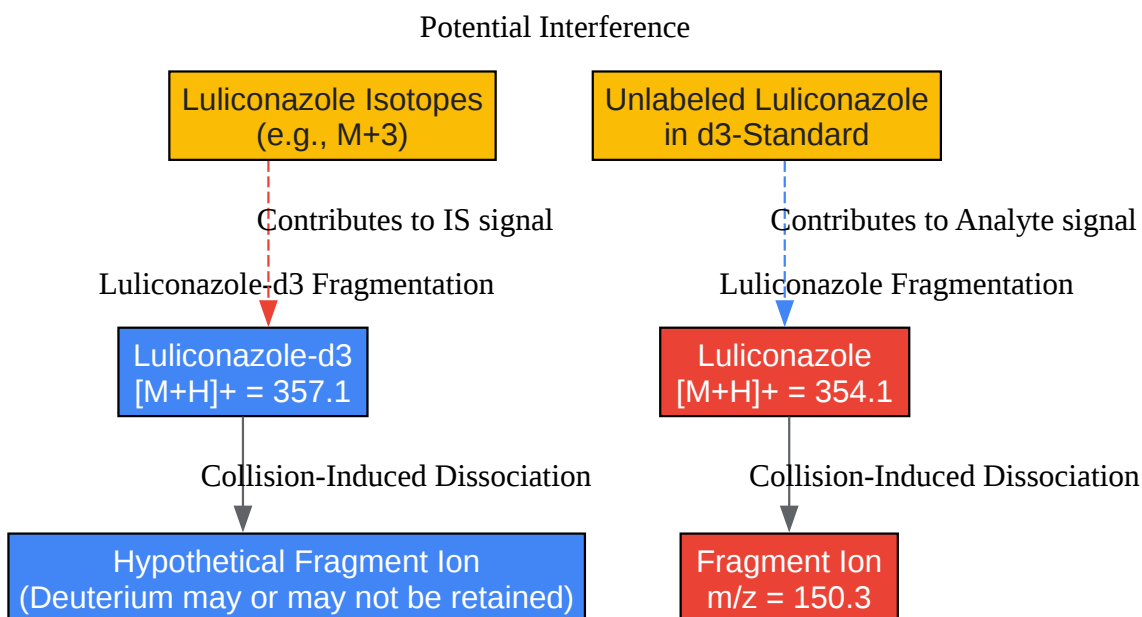 Potential Interference
Luliconazole Isotopes
(e.g., M+3)
Unlabeled Luliconazole
in d3-Standard
Contributes to IS signal
Contributes to Analyte signal
Luliconazole-d3 Fragmentation
Luliconazole Fragmentation
Luliconazole-d3
[M+H]+ = 357.1
Luliconazole
[M+H]+ = 354.1
Collision-Induced Dissociation
Collision-Induced Dissociation
Hypothetical Fragment Ion
(Deuterium may or may not be retained)
Fragment Ion
m/z = 150.3